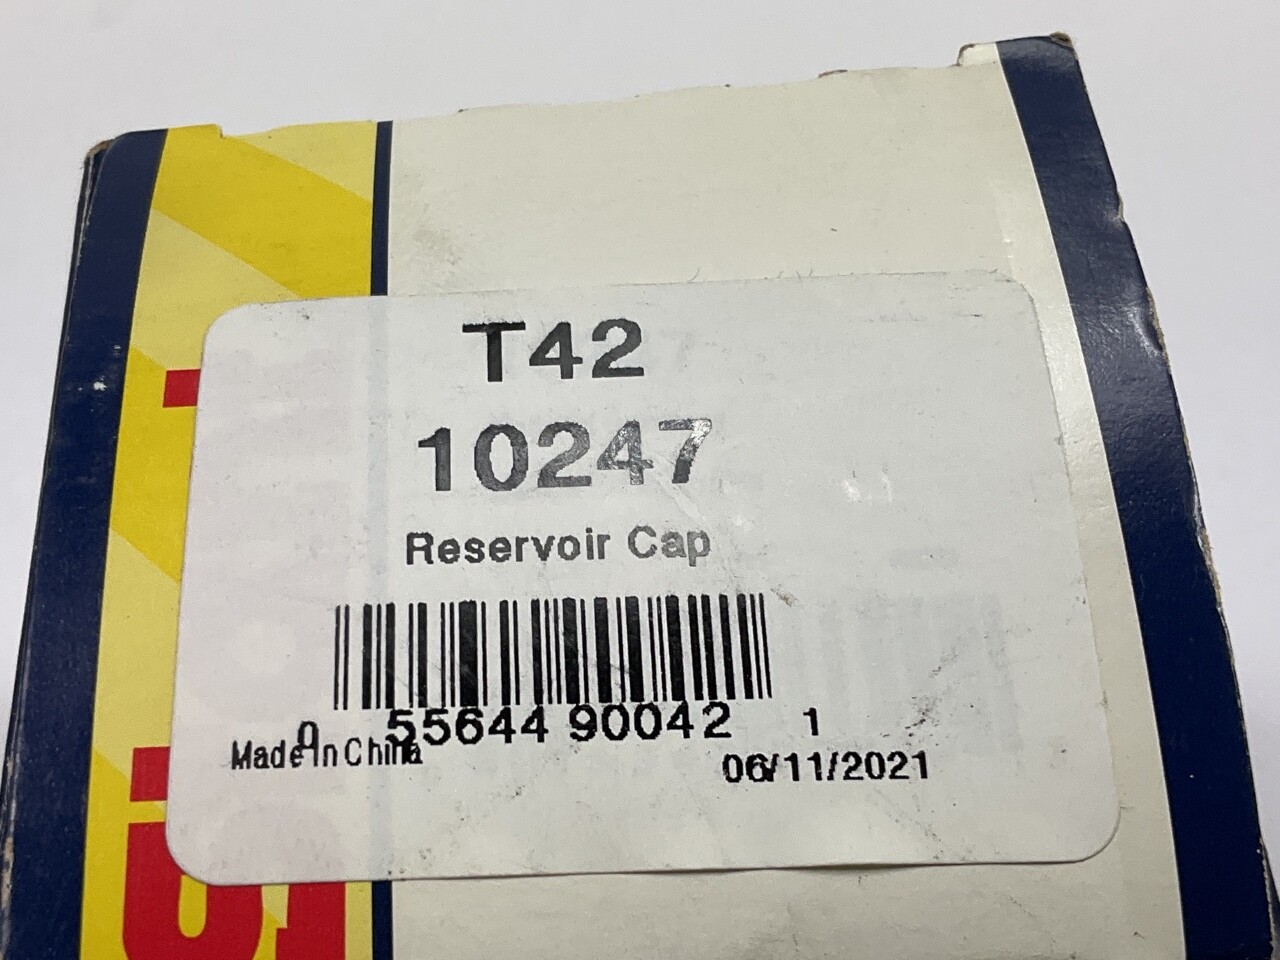 T42
10247
Reservoir Cap
0 55644 90042 1
Made In China
06/11/2021